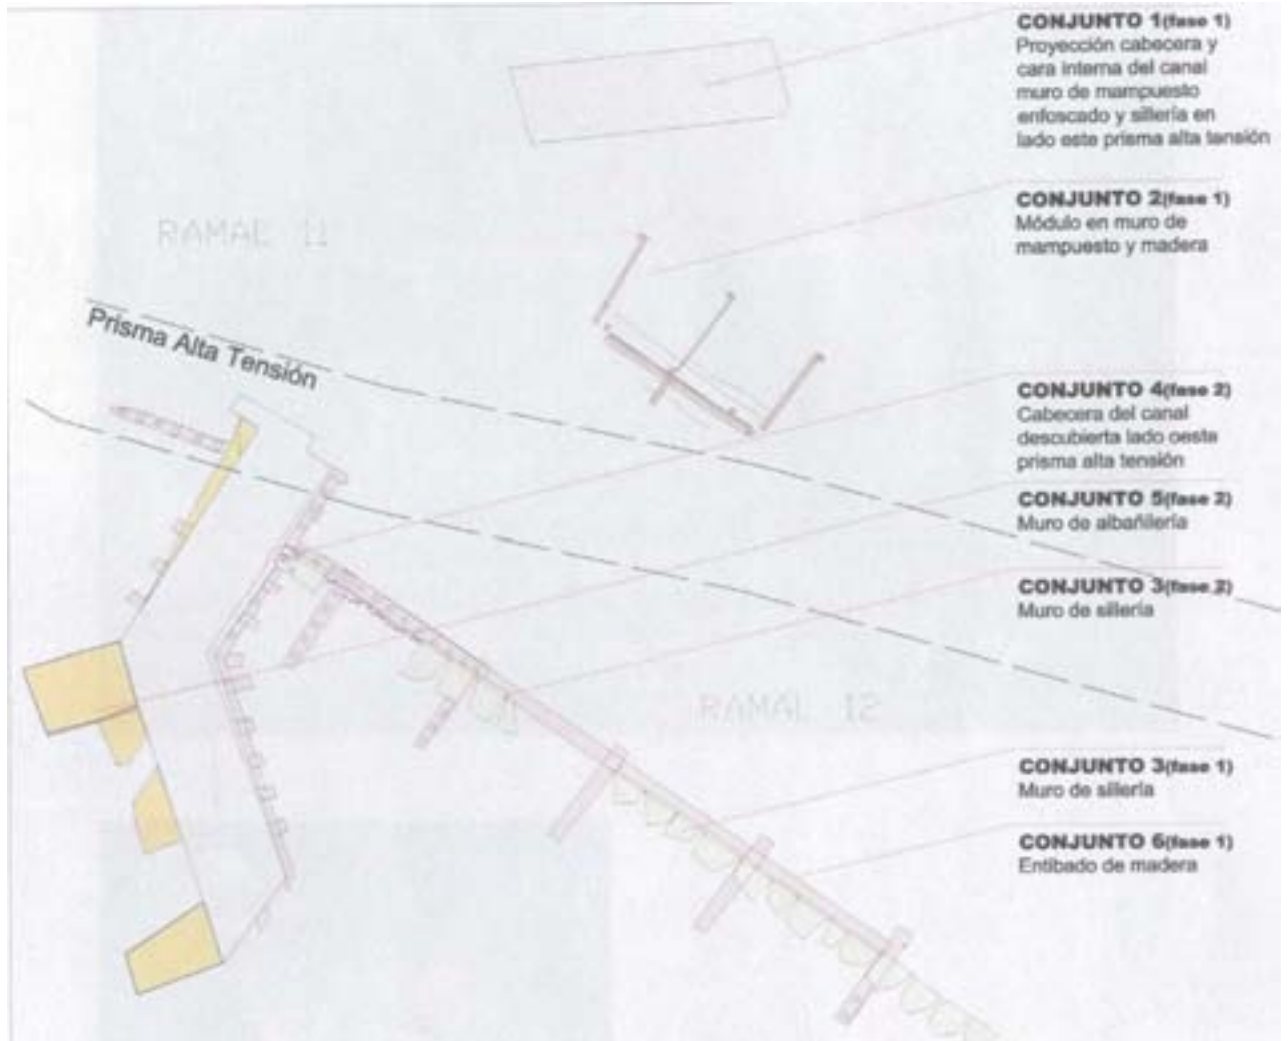 CONJUNTO 1(fase 1)
Proyección cabecera y
cara interna del canal
muro de mampuesto
enfoscado y sillería en
lado este prisma alta tensión
CONJUNTO 2(fase 1)
Módulo en muro de
mampuesto y madera
RAMAL 11
Prisma Alta Tensión
CONJUNTO 4(fase 2)
Cabecera del canal
descubierta lado oeste
prisma alta tensión
CONJUNTO 5(fase 2)
Muro de albañilería
CONJUNTO 3(fase 2)
Muro de sillería
RAMAL 12
CONJUNTO 3(fase 1)
Muro de sillería
CONJUNTO 6(fase 1)
Entibado de madera